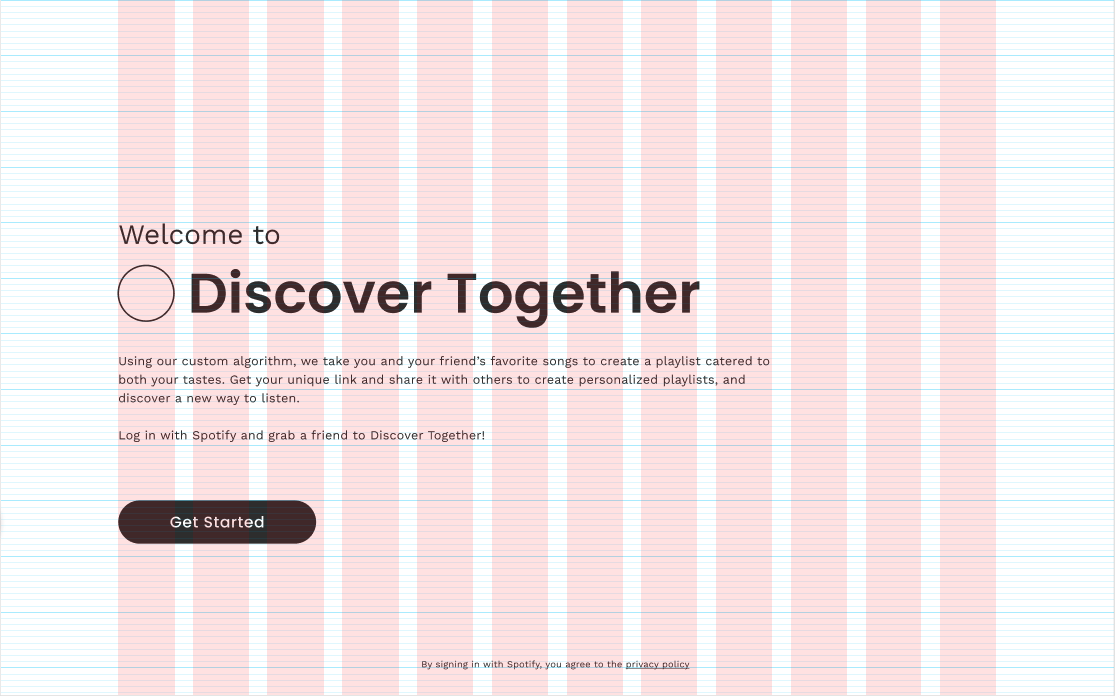 Welcome to
Discover Together
Using our custom algorithm, we take you and your friend’s favorite songs to create a playlist catered to
both your tastes. Get your unique link and share it with others to create personalized playlists, and
discover a new way to listen.
Log in with Spotify and grab a friend to Discover Together!
Get Started
By signing in with Spotify, you agree to the privacy policy